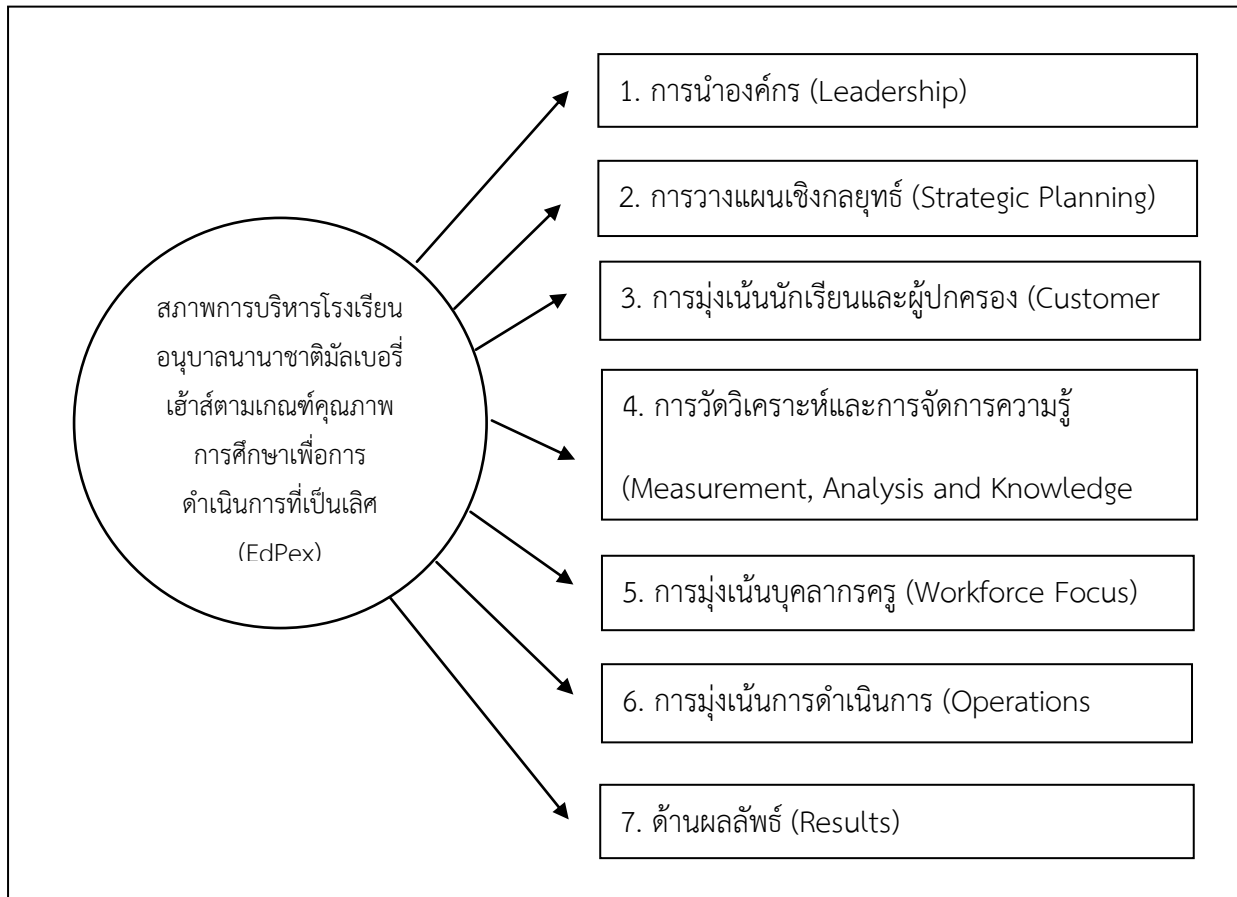 สภาพการบริหารโรงเรียน
อนุบาลนานาชาติมัลเบอรี่
เฮ้าส์ตามเกณฑ์คุณภาพ
การศึกษาเพื่อการ
ดำเนินการที่เป็นเลิศ
(EdPex)
1. การนำองค์กร (Leadership)
2. การวางแผนเชิงกลยุทธ์ (Strategic Planning)
3. การมุ่งเน้นนักเรียนและผู้ปกครอง (Customer
4. การวัดวิเคราะห์และการจัดการความรู้
(Measurement, Analysis and Knowledge
5. การมุ่งเน้นบุคลากรครู (Workforce Focus)
6. การมุ่งเน้นการดำเนินการ (Operations
7. ด้านผลลัพธ์ (Results)